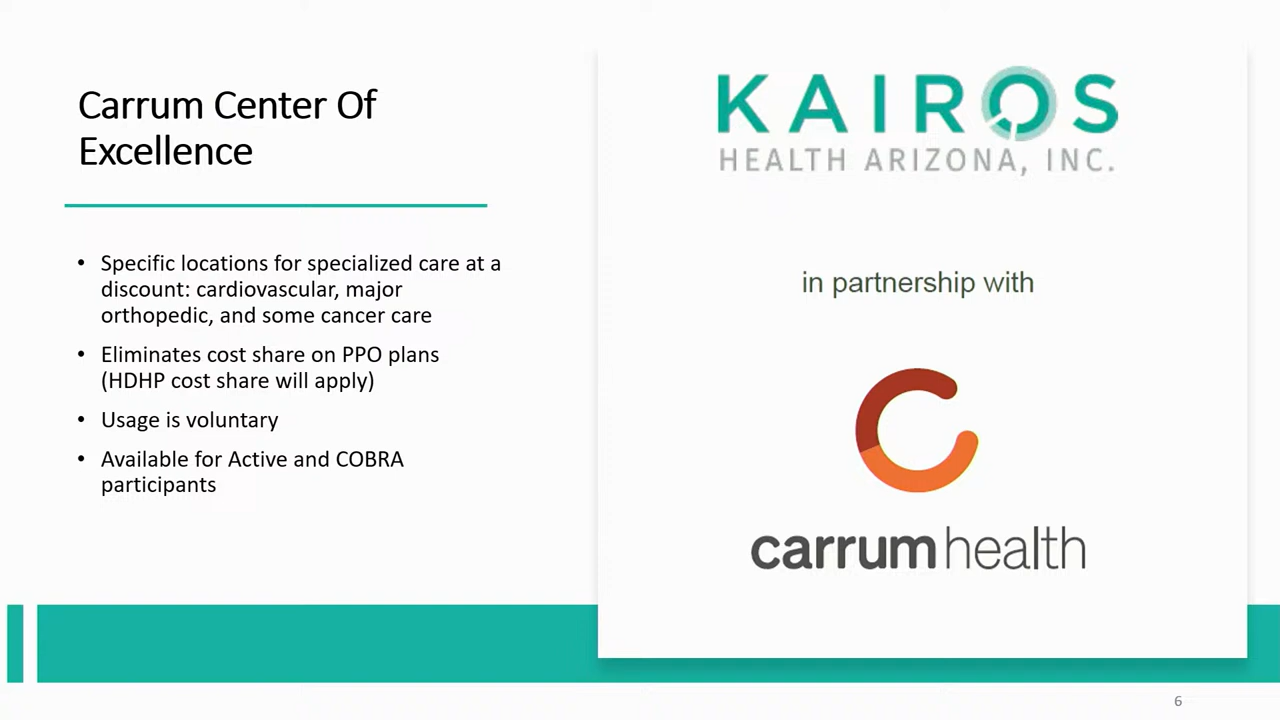 Carrum Center Of
Excellence
• Specific locations for specialized care at a
discount: cardiovascular, major
orthopedic, and some cancer care
• Eliminates cost share on PPO plans
(HDHP cost share will apply)
• Usage is voluntary
• Available for Active and COBRA
participants
KAIROS
HEALTH ARIZONA, INC.
in partnership with
carrum health
6